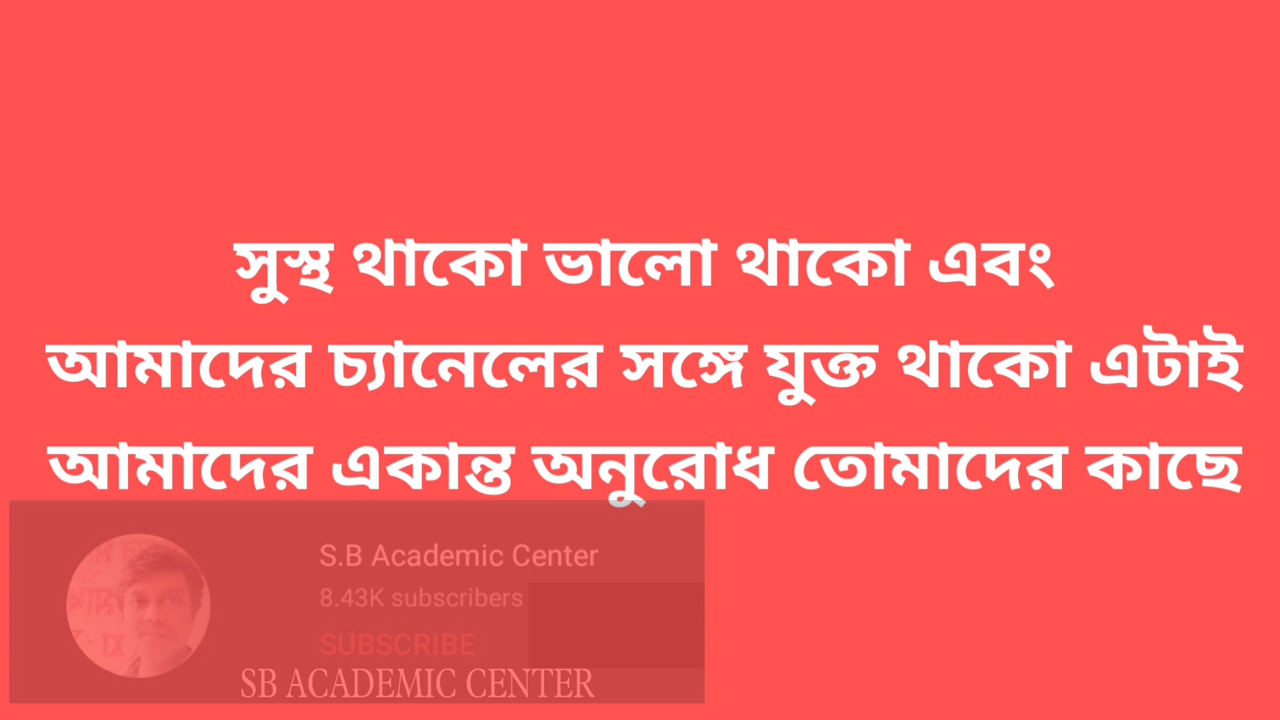 সুস্থ থাকো ভালো থাকো এবং
আমাদের চ্যানেলের সঙ্গে যুক্ত থাকো এটাই
আমাদের একান্ত অনুরোধ তোমাদের কাছে
S.B Academic Center
8.43K subscribers
SUBSCRIBE
SB ACADEMIC CENTER